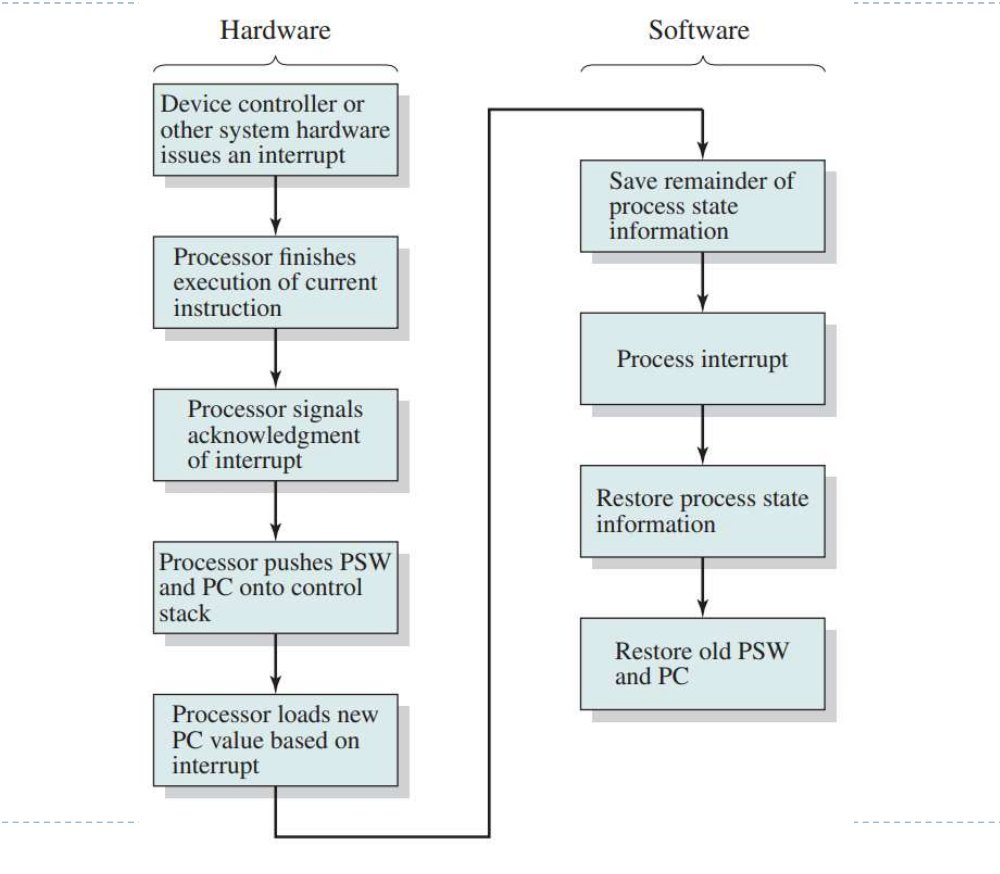 Hardware
Device controller or
other system hardware
issues an interrupt
Processor finishes
execution of current
instruction
Processor signals
acknowledgment
of interrupt
Processor pushes PSW
and PC onto control
stack
Processor loads new
PC value based on
interrupt
Software
Save remainder of
process state
information
Process interrupt
Restore process state
information
Restore old PSW
and PC